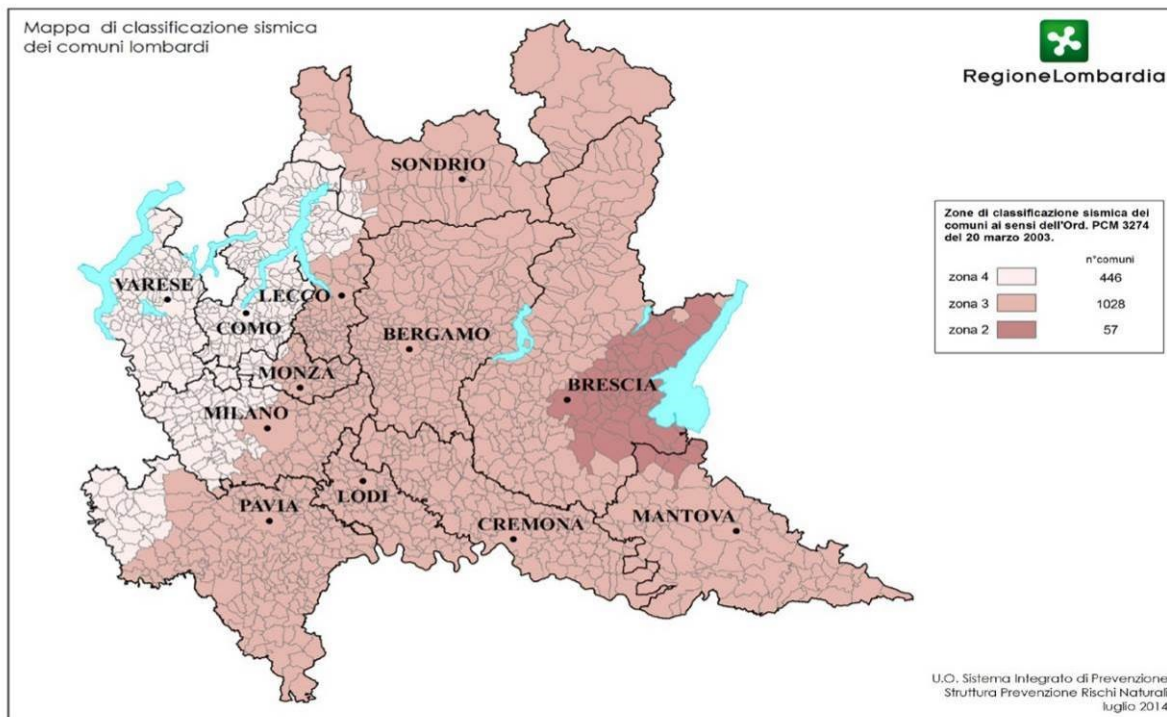 Mappa di classificazione sismica
dei comuni lombardi
RegioneLombardia
SONDRIO
VARESE
LECCO
COMO
BERGAMO
MONZA
BRESCIA
MILANO
LODI
PAVIA
CREMONA
MANTOVA
Zone di classificazione sismica dei
comuni ai sensi dell'Ord. PCM 3274
del 20 marzo 2003.
n°comuni
zona 4 446
zona 3 1028
zona 2 57
U.O. Sistema Integrato di Prevenzione
Struttura Prevenzione Rischi Naturali
luglio 2014